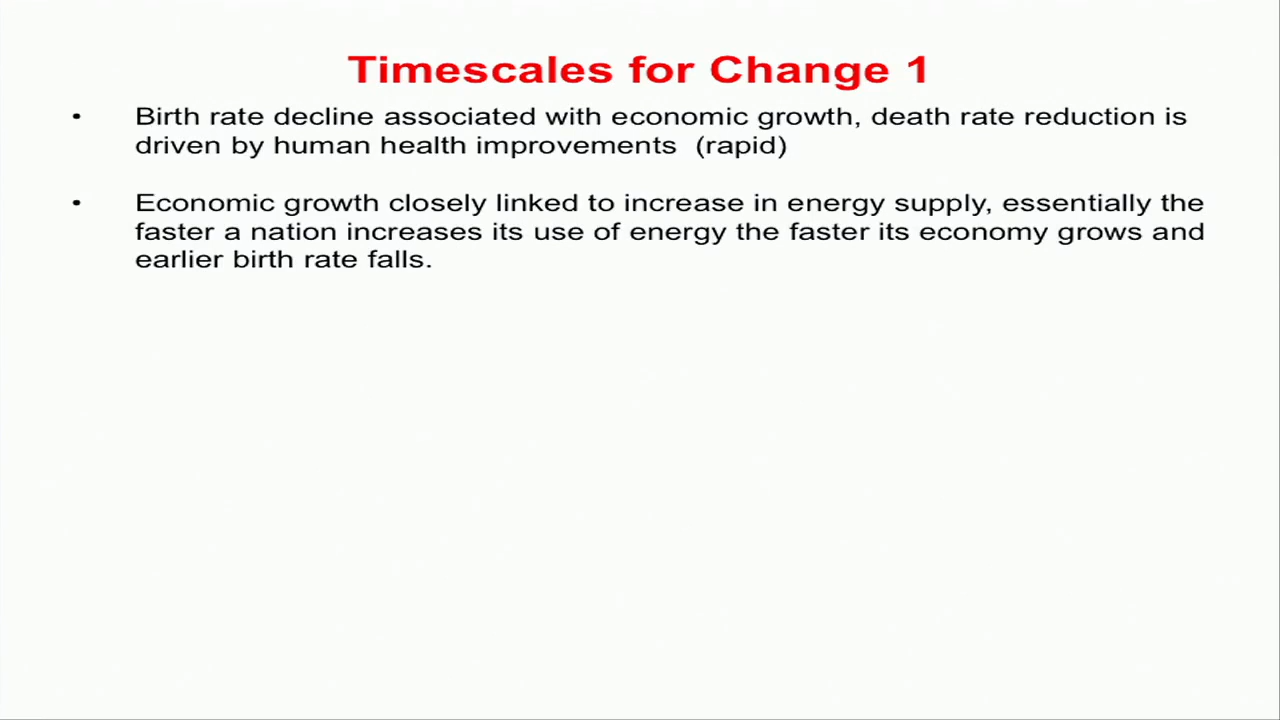 Timescales for Change 1
• Birth rate decline associated with economic growth, death rate reduction is
driven by human health improvements (rapid)
• Economic growth closely linked to increase in energy supply, essentially the
faster a nation increases its use of energy the faster its economy grows and
earlier birth rate falls.